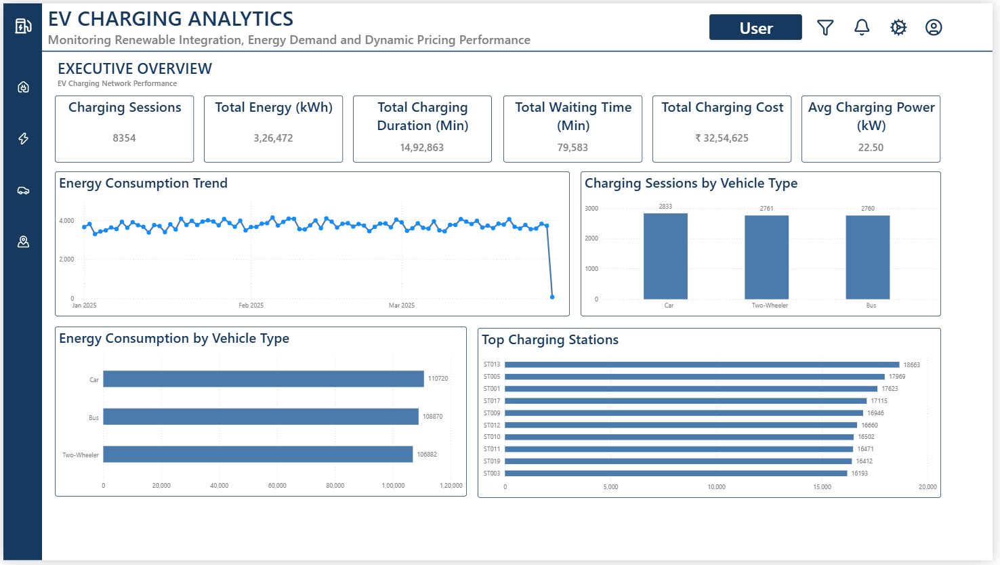 EV CHARGING ANALYTICS
Monitoring Renewable Integration, Energy Demand and Dynamic Pricing Performance
User
EXECUTIVE OVERVIEW
EV Charging Network Performance
Charging Sessions
8354
Total Energy (kWh)
3,26,472
Total Charging
Duration (Min)
14,92,863
Total Waiting Time
(Min)
79,583
Total Charging Cost
₹ 32,54,625
Avg Charging Power
(kW)
22.50
Energy Consumption Trend
4,000
2,000
0
Jan 2025
Feb 2025
Mar 2025
Charging Sessions by Vehicle Type
3000
2000
1000
0
2833
2761
2760
Car
Two-Wheeler
Bus
Energy Consumption by Vehicle Type
Car
110720
Bus
108870
Two-Wheeler
106882
0
20,000
40,000
60,000
80,000
1,00,000
1,20,000
Top Charging Stations
ST013
18663
ST005
17969
ST001
17623
ST017
17115
ST009
16946
ST012
16660
ST010
16502
ST011
16471
ST019
16412
ST003
16193
0
5,000
10,000
15,000
20,000